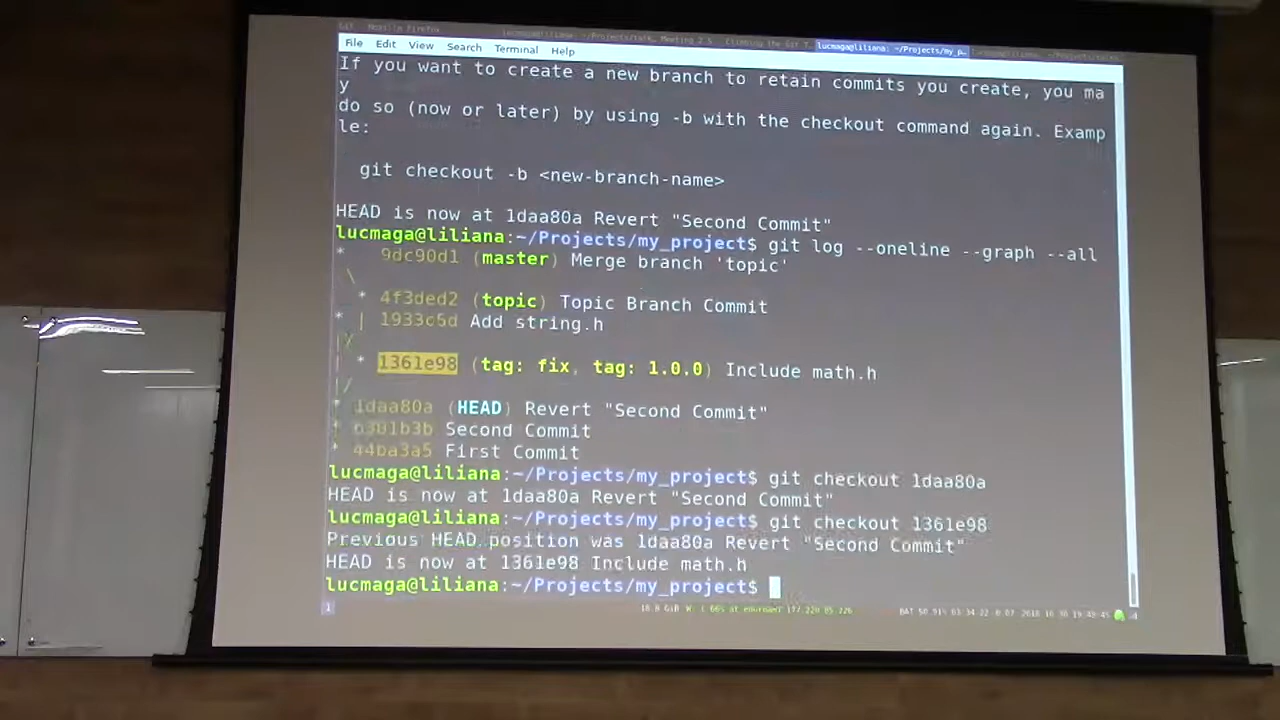 File Edit View Search Terminal Help
lucmaga@liliana: ~/Projects/my_p…
If you want to create a new branch to retain commits you create, you ma
y
do so (now or later) by using -b with the checkout command again. Examp
le:
git checkout -b <new-branch-name>
HEAD is now at 1daa80a Revert "Second Commit"
lucmaga@liliana:~/Projects/my_project$ git log --oneline --graph --all
* 9dc90d1 (master) Merge branch 'topic'
\
* 4f3ded2 (topic) Topic Branch Commit
* | 1933c5d Add string.h
|/
| * 1361e98 (tag: fix, tag: 1.0.0) Include math.h
|/
* 1daa80a (HEAD) Revert "Second Commit"
* b301b3b Second Commit
* 44ba3a5 First Commit
lucmaga@liliana:~/Projects/my_project$ git checkout 1daa80a
HEAD is now at 1daa80a Revert "Second Commit"
lucmaga@liliana:~/Projects/my_project$ git checkout 1361e98
Previous HEAD position was 1daa80a Revert "Second Commit"
HEAD is now at 1361e98 Include math.h
lucmaga@liliana:~/Projects/my_project$
1